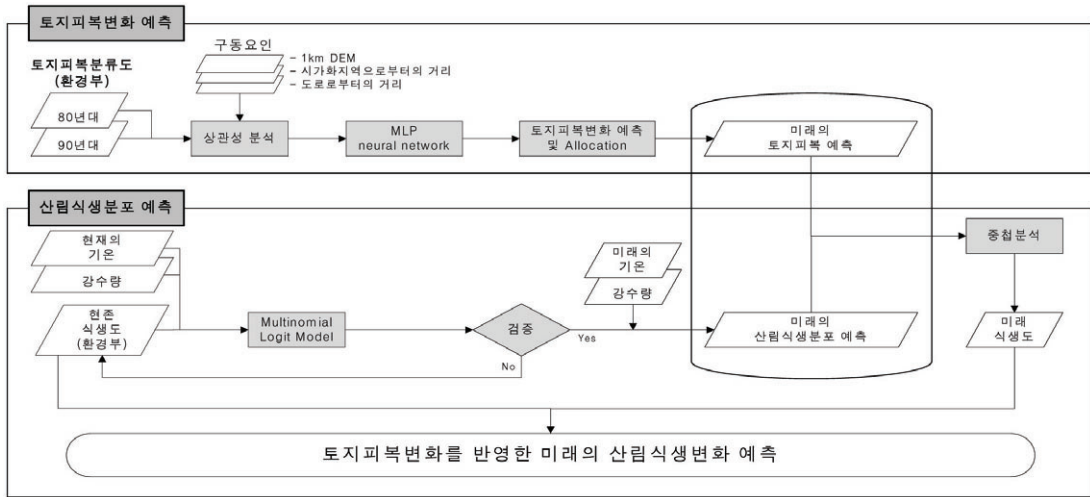 토지피복변화 예측
구동요인
– 1km DEM
– 시가화지역으로부터의 거리
– 도로로부터의 거리
토지피복분류도
(환경부)
80년대
90년대
상관성 분석
MLP
neural network
토지피복변화 예측
및 Allocation
미래의
토지피복 예측
산림식생분포 예측
현재의
기온
강수량
현존
식생도
(환경부)
Multinomial
Logit Model
검증
Yes
No
미래의
기온
강수량
미래의
산림식생분포 예측
중첩분석
미래
식생도
토지피복변화를 반영한 미래의 산림식생변화 예측